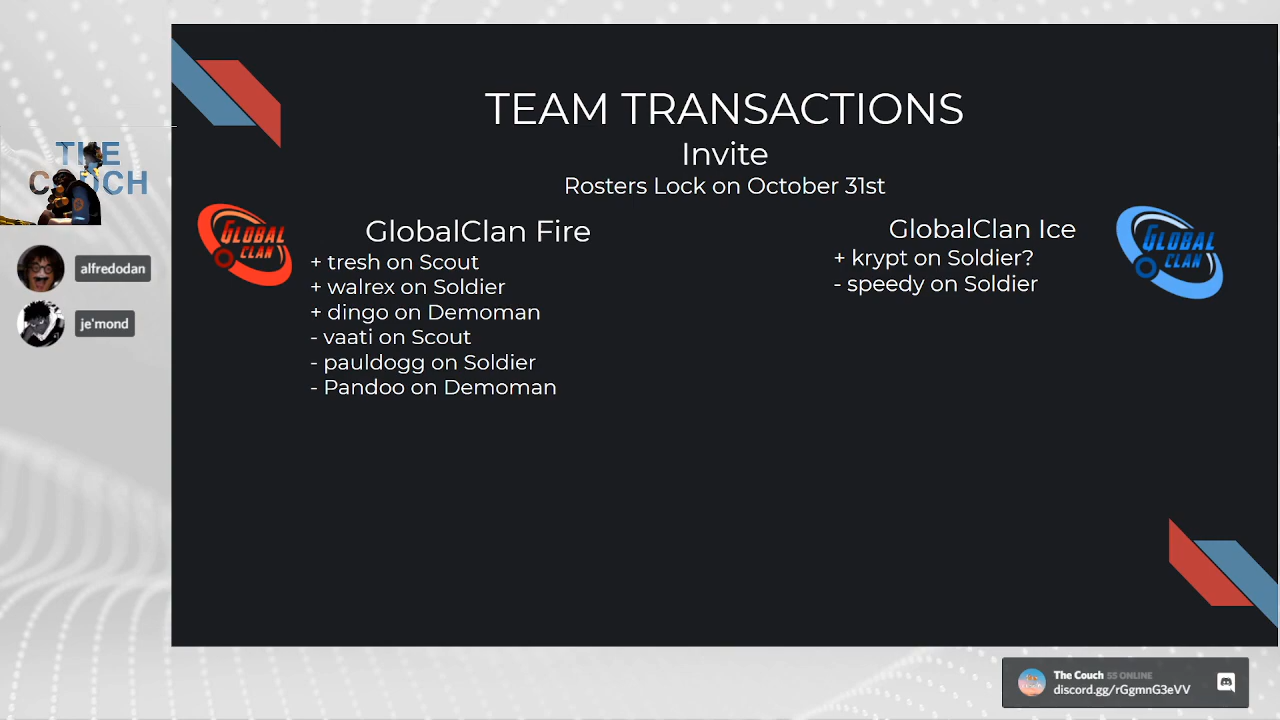 TEAM TRANSACTIONS
Invite
Rosters Lock on October 31st
THE
COUCH
alfredodan
je'mond
GLOBAL
CLAN
GlobalClan Fire
+ tresh on Scout
+ walrex on Soldier
+ dingo on Demoman
- vaati on Scout
- pauldogg on Soldier
- Pandoo on Demoman
GlobalClan Ice
+ krypt on Soldier?
- speedy on Soldier
GLOBAL
CLAN
The Couch 55 ONLINE
discord.gg/rGgmnG3eVV